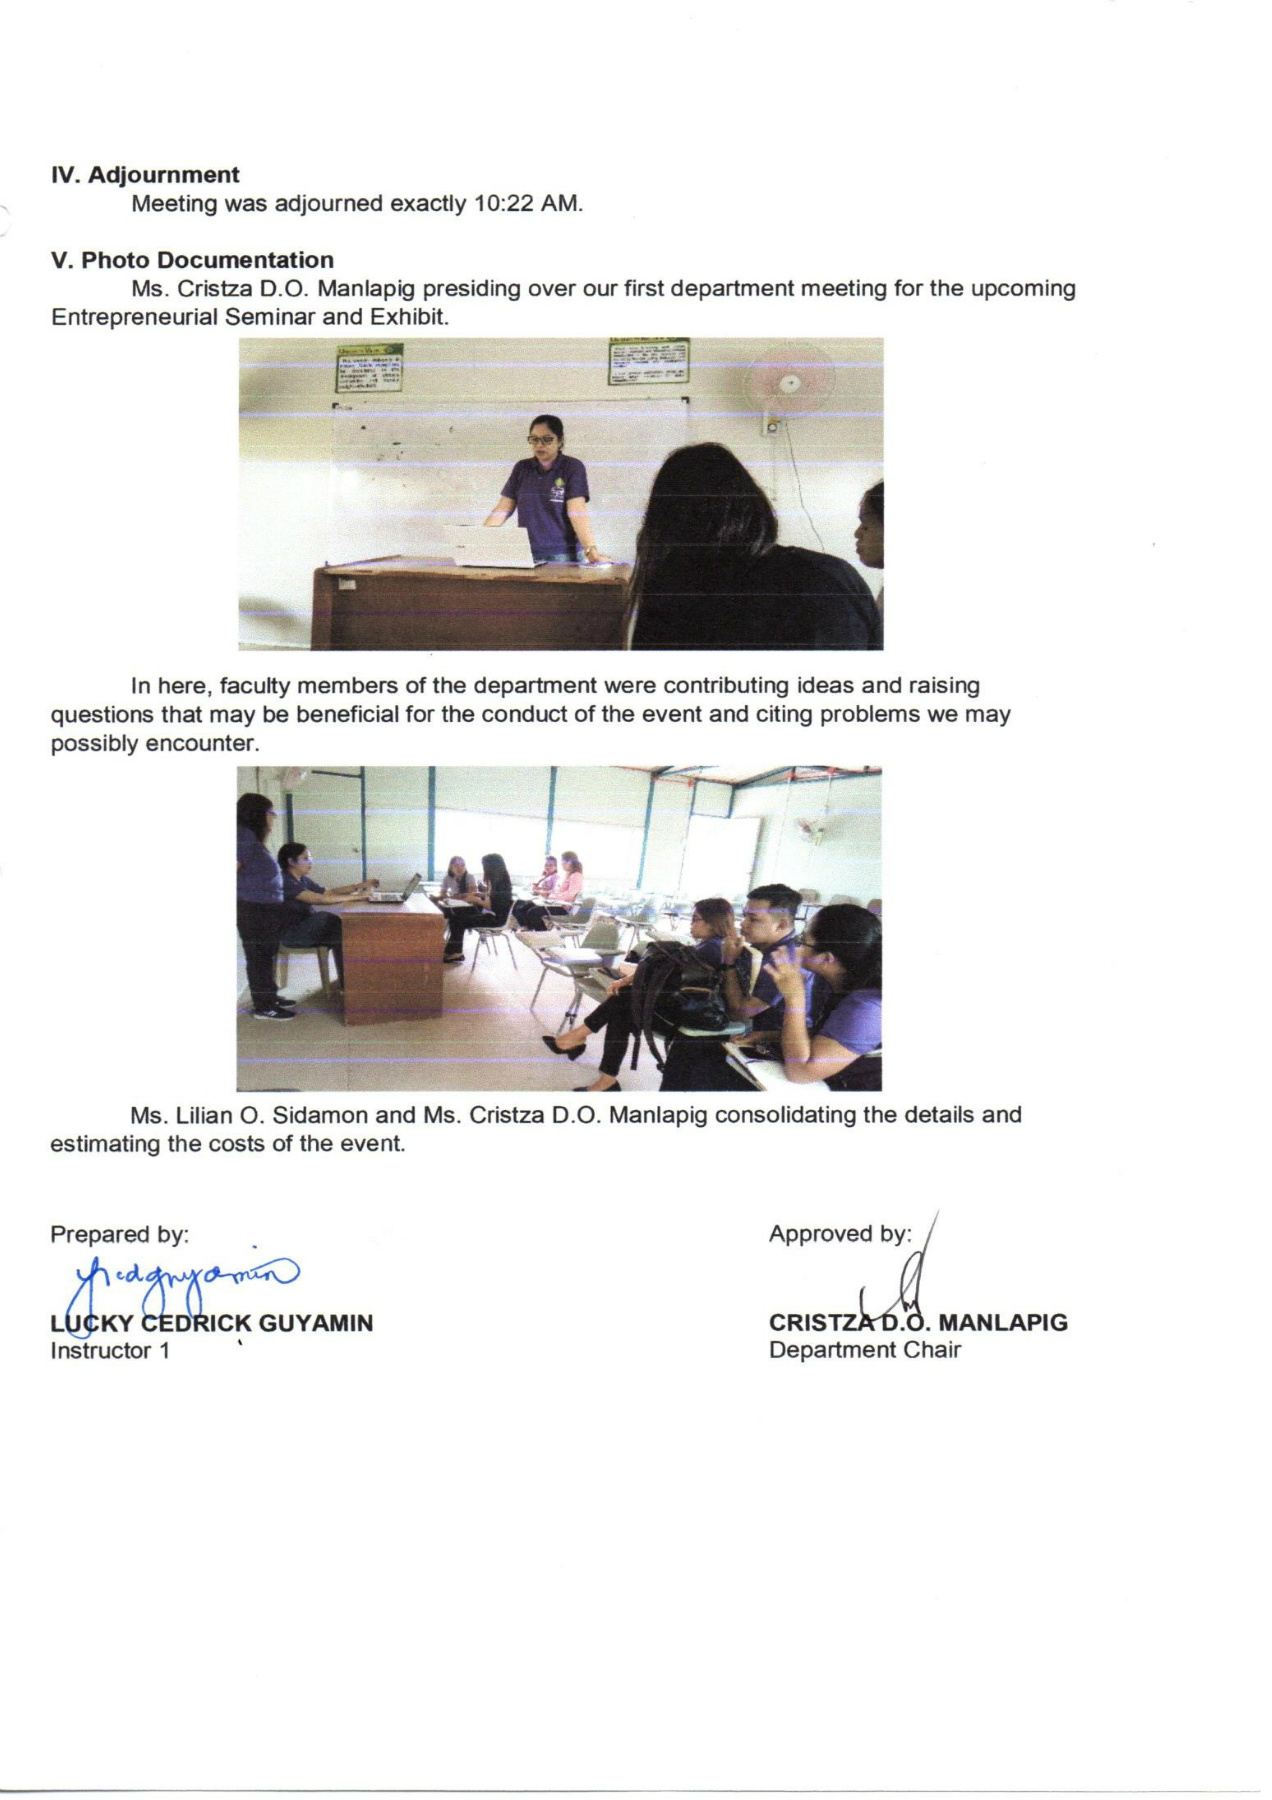 IV. Adjournment
Meeting was adjourned exactly 10:22 AM.
V. Photo Documentation
Ms. Cristza D.O. Manlapig presiding over our first department meeting for the upcoming
Entrepreneurial Seminar and Exhibit.
In here, faculty members of the department were contributing ideas and raising
questions that may be beneficial for the conduct of the event and citing problems we may
possibly encounter.
Ms. Lilian O. Sidamon and Ms. Cristza D.O. Manlapig consolidating the details and
estimating the costs of the event.
Prepared by:
LUCKY CEDRICK GUYAMIN
Instructor 1
Approved by:
CRISTZA D.O. MANLAPIG
Department Chair